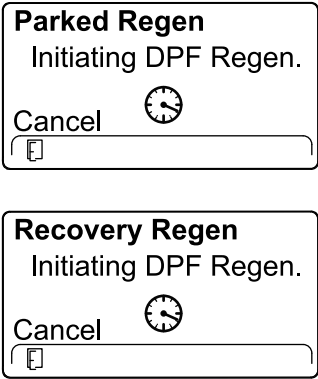 Parked Regen
Initiating DPF Regen.
Cancel
Recovery Regen
Initiating DPF Regen.
Cancel